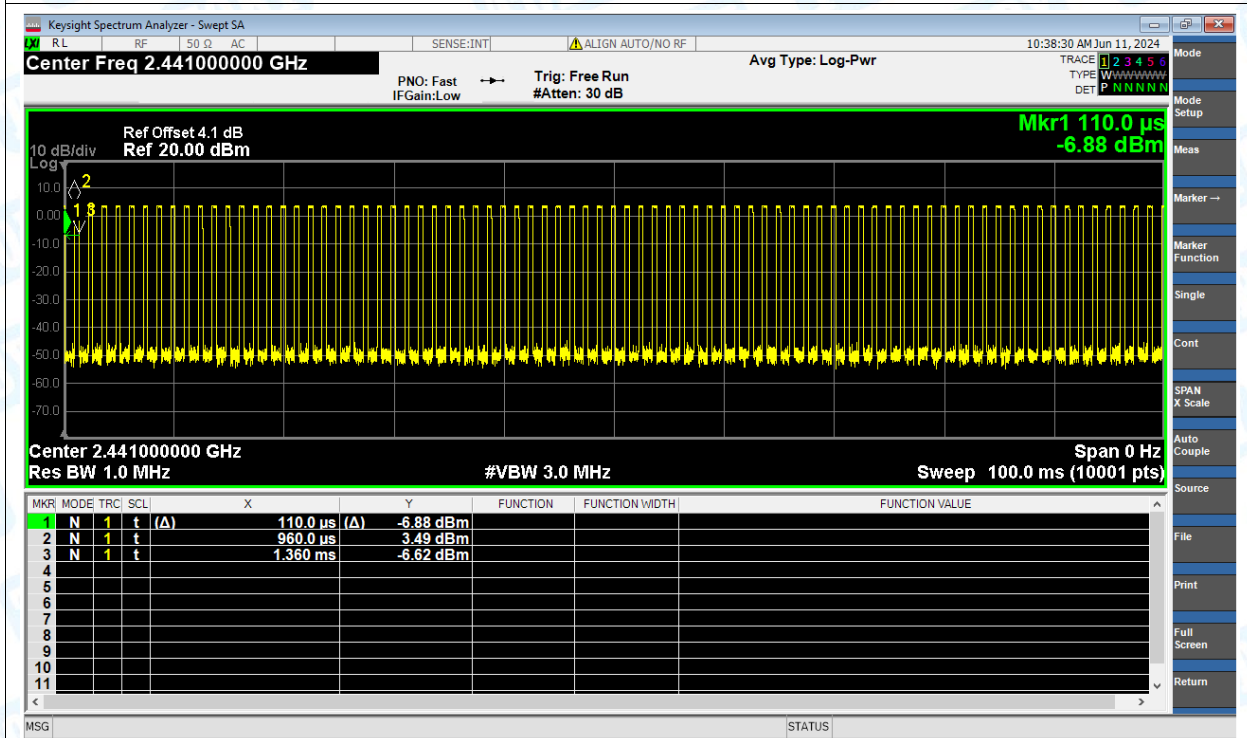 Keysight Spectrum Analyzer - Swept SA
LXI RL RF 50 Ω AC SENSE:INT ALIGN AUTO/NO RF 10:38:30 AM Jun 11, 2024
Center Freq 2.441000000 GHz
PNO: Fast
IFGain:Low
Trig: Free Run
#Atten: 30 dB
Avg Type: Log-Pwr
TRACE 1 2 3 4 5 6
TYPE WWWWWW
DET P N N N N N
Ref Offset 4.1 dB
Ref 20.00 dBm
10 dB/div
Log
Mkr1 110.0 µs
-6.88 dBm
10.0
0.00
-10.0
-20.0
-30.0
-40.0
-50.0
-60.0
-70.0
2
1 3
Center 2.441000000 GHz
Res BW 1.0 MHz
#VBW 3.0 MHz
Span 0 Hz
Sweep 100.0 ms (10001 pts)
MKR MODE TRC SCL X Y FUNCTION FUNCTION WIDTH FUNCTION VALUE
1 N 1 t (Δ) 110.0 µs (Δ) -6.88 dBm
2 N 1 t 960.0 µs 3.49 dBm
3 N 1 t 1.360 ms -6.62 dBm
4
5
6
7
8
9
10
11
MSG STATUS
Mode
Mode Setup
Meas
Marker →
Marker Function
Single
Cont
SPAN X Scale
Auto Couple
Source
File
Print
Full Screen
Return